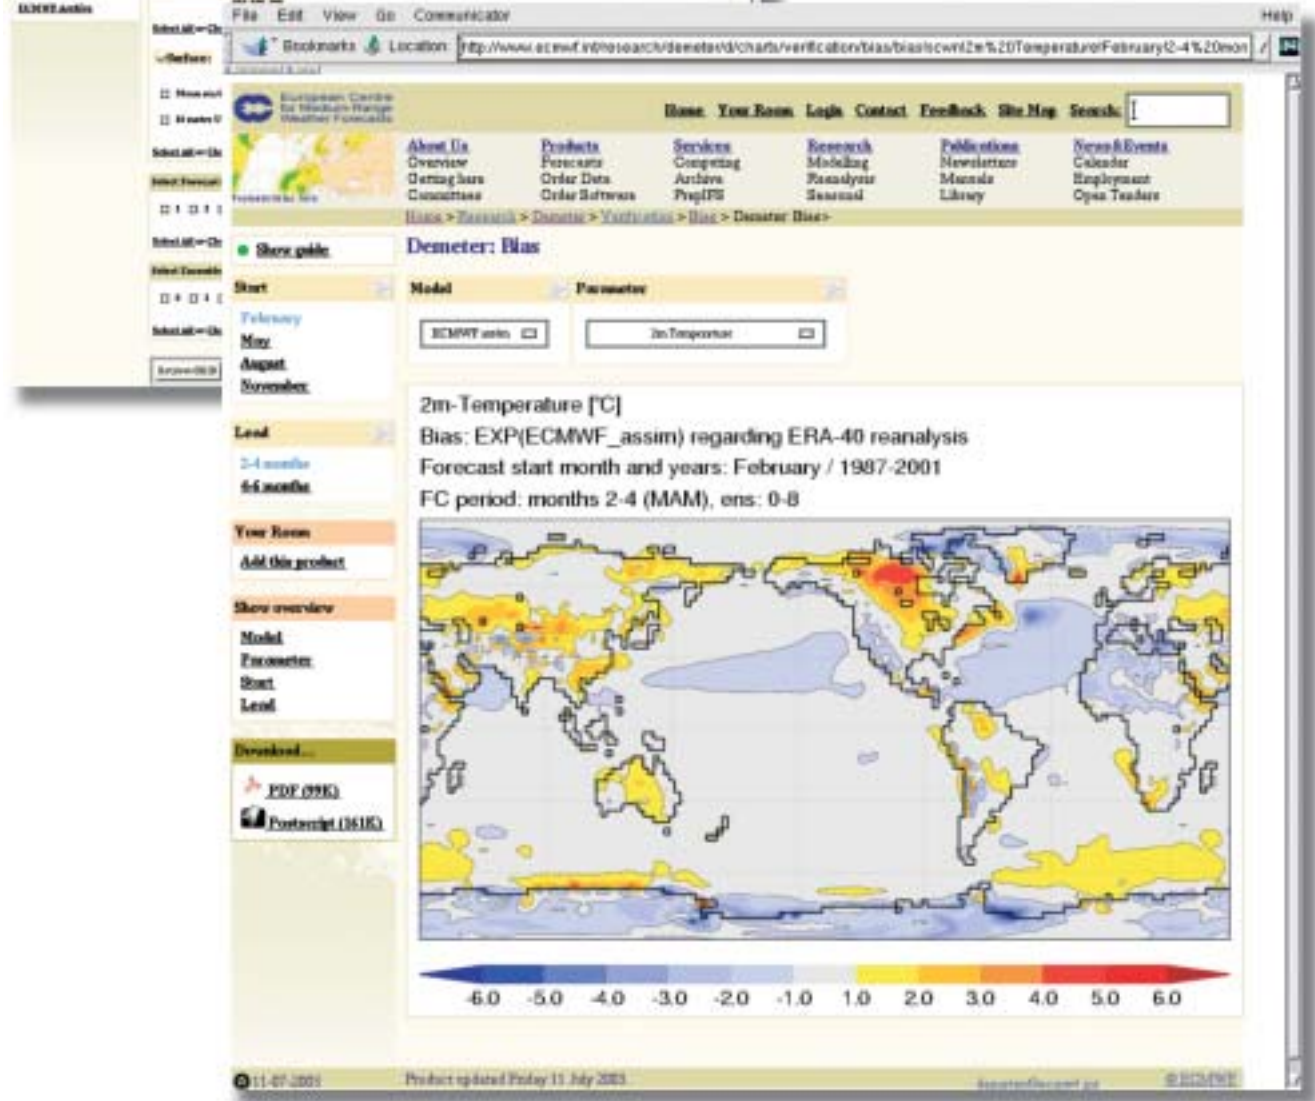 ECMWF Archive
File Edit View Go Communicator Help
Bookmarks Location: http://www.ecmwf.int/research/demeter/d/charts/verification/bias/bias!scwn!2m%20Temperature!February!2-4%20mon
European Centre
for Medium-Range
Weather Forecasts
Home Your Room Login Contact Feedback Site Map Search:
About Us Products Services Research Publications News&Events
Overview Forecasts Computing Modelling Newsletters Calendar
Getting here Order Data Archive Reanalysis Manuals Employment
Committees Order Software PrepIFS Seasonal Library Open Tenders
Home > Research > Demeter > Verification > Bias > Demeter Bias>
Show guide
Demeter: Bias
Start
February
May
August
November
Model Parameter
ECMWF assim 2m Temperature
Lead
2-4 months
4-6 months
Your Room
Add this product
Show overview
Model
Parameter
Start
Lead
Download...
PDF (99K)
Postscript (161K)
2m-Temperature [°C]
Bias: EXP(ECMWF_assim) regarding ERA-40 reanalysis
Forecast start month and years: February / 1987-2001
FC period: months 2-4 (MAM), ens: 0-8
-6.0 -5.0 -4.0 -3.0 -2.0 -1.0 1.0 2.0 3.0 4.0 5.0 6.0
11-07-2003 Product updated Friday 11 July 2003 © ECMWF